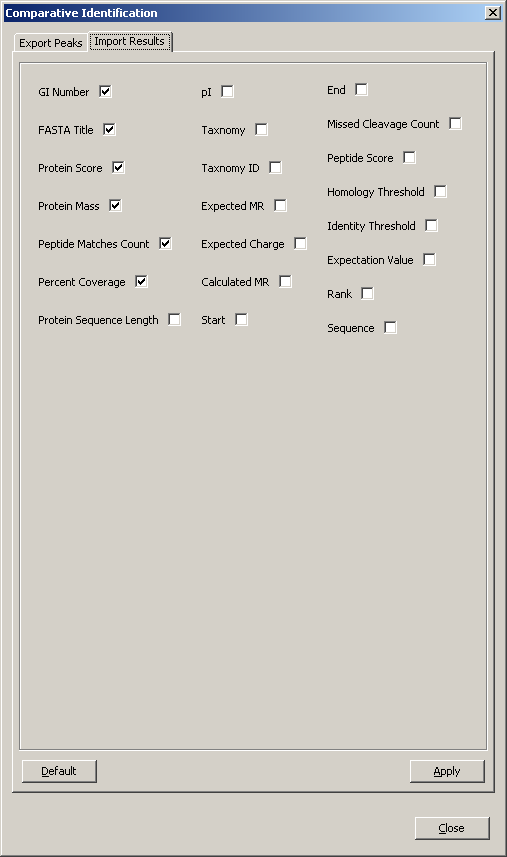 Comparative Identification
Export Peaks
Import Results
GI Number
FASTA Title
Protein Score
Protein Mass
Peptide Matches Count
Percent Coverage
Protein Sequence Length
pI
Taxnomy
Taxnomy ID
Expected MR
Expected Charge
Calculated MR
Start
End
Missed Cleavage Count
Peptide Score
Homology Threshold
Identity Threshold
Expectation Value
Rank
Sequence
Default
Apply
Close